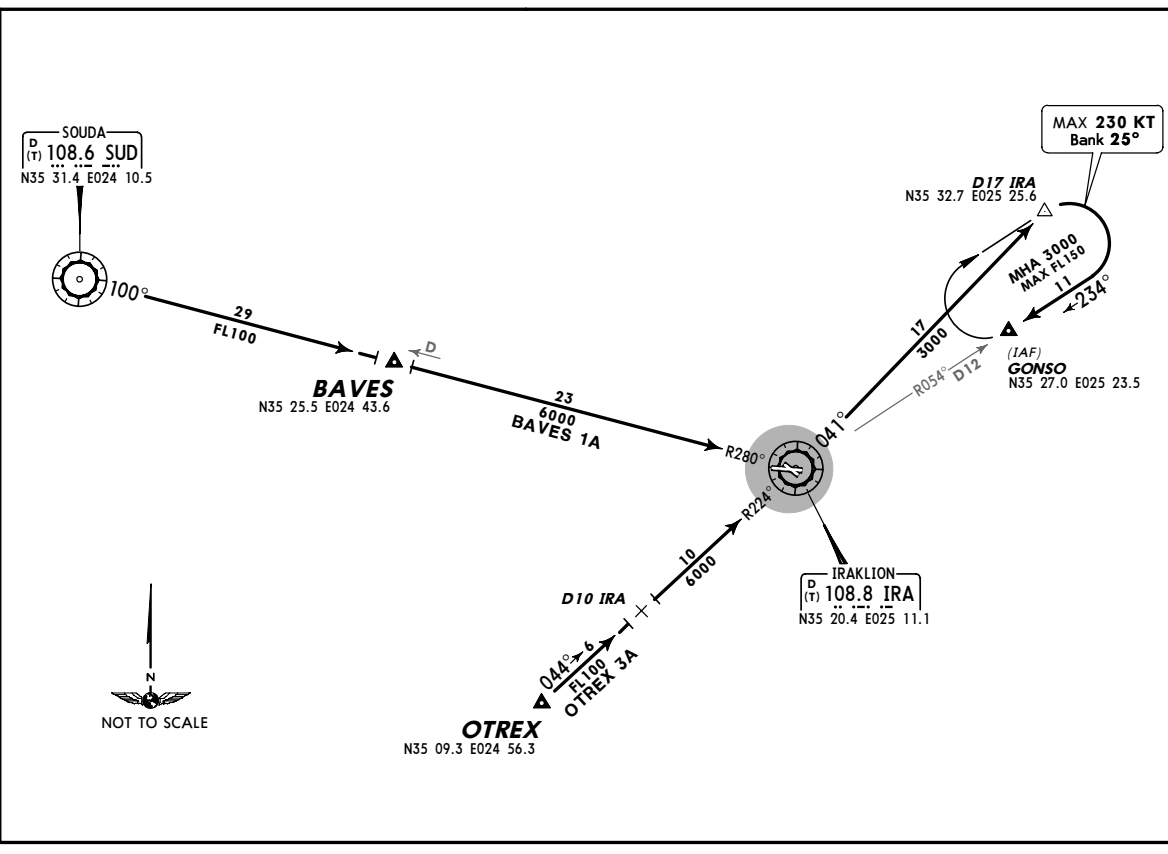 SOUDA
D
(T) 108.6 SUD
N35 31.4 E024 10.5
100°
29
FL100
D
BAVES
N35 25.5 E024 43.6
23
6000
BAVES 1A
R280°
MAX 230 KT
Bank 25°
D17 IRA
N35 32.7 E025 25.6
MHA 3000
MAX FL150
11
234°
17
3000
(IAF)
GONSO
N35 27.0 E025 23.5
R054°
D12
041°
R224°
10
6000
D10 IRA
IRAKLION
D
(T) 108.8 IRA
N35 20.4 E025 11.1
044°
6
FL100
OTREX 3A
OTREX
N35 09.3 E024 56.3
N
NOT TO SCALE